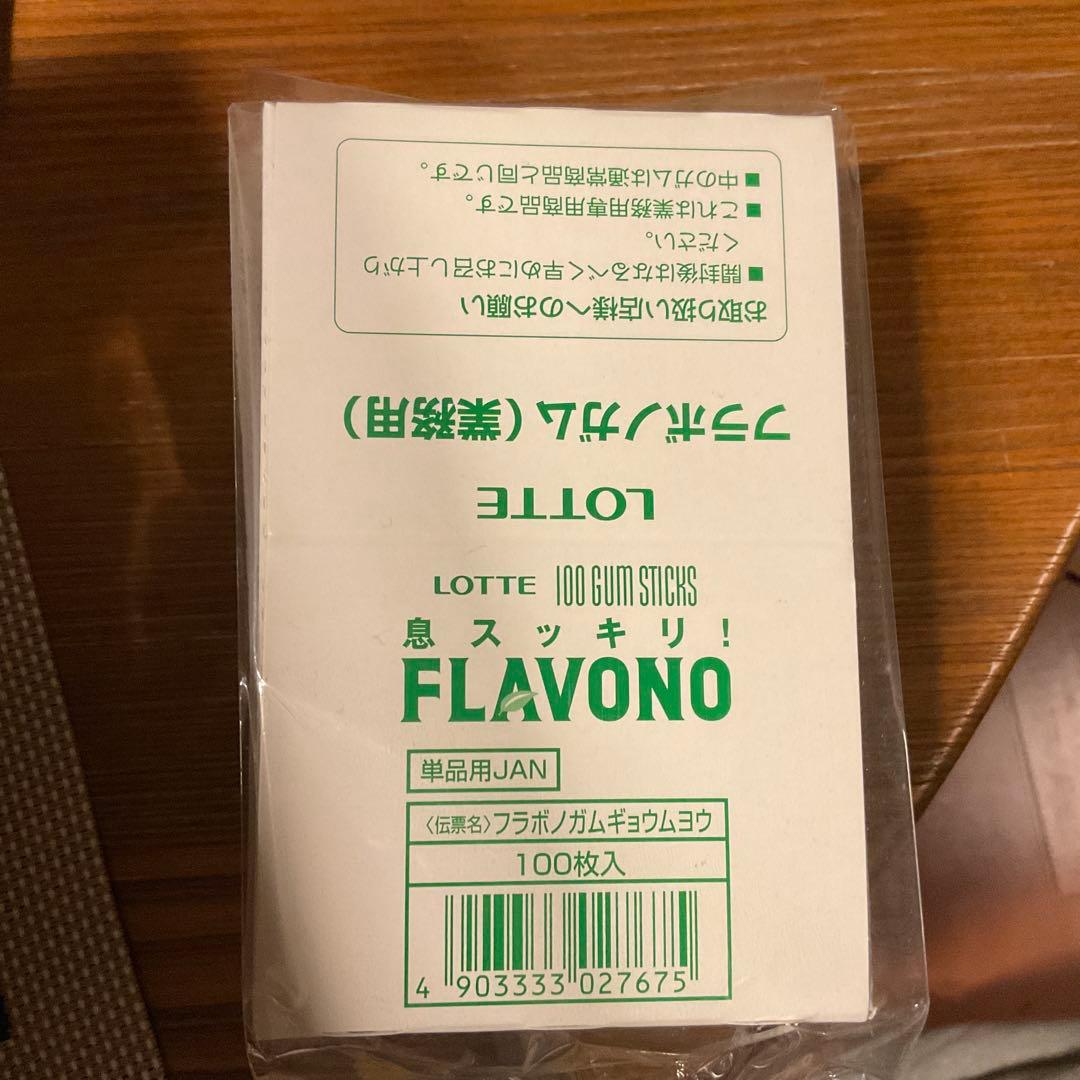 お取り扱い店様へのお願い
■ 開封後はなるべく早めにお召し上がり
ください。
■ これは業務用専用商品です。
■ 中のガムは通常商品と同じです。
フラボノガム（業務用）
LOTTE
LOTTE 100 GUM STICKS
息スッキリ！
FLAVONO
単品用JAN
〈伝票名〉フラボノガムギョウムヨウ
100枚入
4 903333 027675